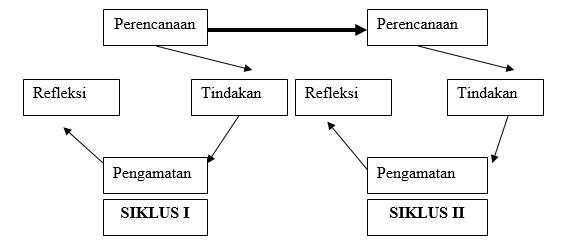 Perencanaan Perencanaan
Refleksi Tindakan Refleksi Tindakan
Pengamatan Pengamatan
SIKLUS I SIKLUS II